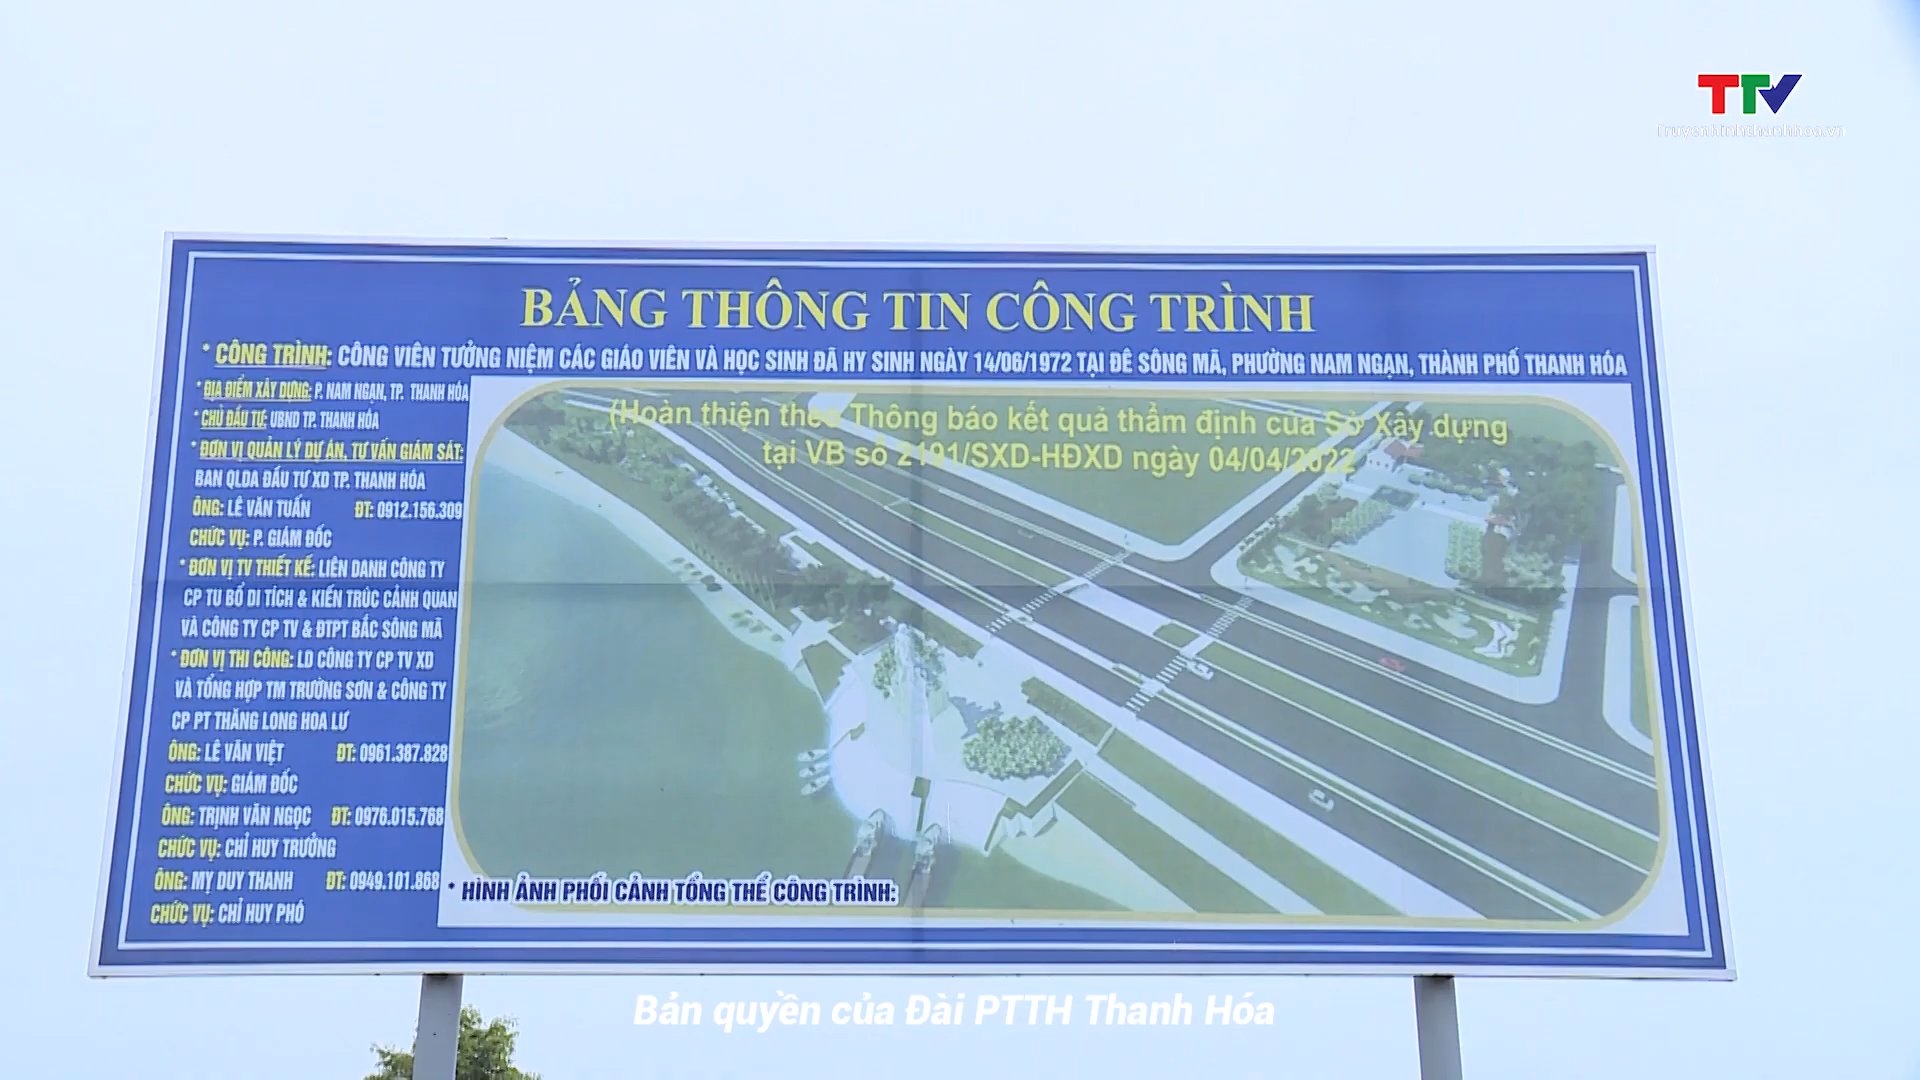 TTV
Truyenhinhthanhhoa.vn
BẢNG THÔNG TIN CÔNG TRÌNH
* CÔNG TRÌNH: CÔNG VIÊN TƯỞNG NIỆM CÁC GIÁO VIÊN VÀ HỌC SINH ĐÃ HY SINH NGÀY 14/06/1972 TẠI ĐÊ SÔNG MÃ, PHƯỜNG NAM NGẠN, THÀNH PHỐ THANH HÓA
* ĐỊA ĐIỂM XÂY DỰNG: P. NAM NGẠN, TP. THANH HÓA
* CHỦ ĐẦU TƯ: UBND TP. THANH HÓA
* ĐƠN VỊ QUẢN LÝ DỰ ÁN, TƯ VẤN GIÁM SÁT:
BAN QLDA ĐẦU TƯ XD TP. THANH HÓA
ÔNG: LÊ VĂN TUẤN ĐT: 0912.156.309
CHỨC VỤ: P. GIÁM ĐỐC
* ĐƠN VỊ TV THIẾT KẾ: LIÊN DANH CÔNG TY
CP TU BỔ DI TÍCH & KIẾN TRÚC CẢNH QUAN
VÀ CÔNG TY CP TV & ĐTPT BẮC SÔNG MÃ
* ĐƠN VỊ THI CÔNG: LD CÔNG TY CP TV XD
VÀ TỔNG HỢP TM TRƯỜNG SƠN & CÔNG TY
CP PT THĂNG LONG HOA LƯ
ÔNG: LÊ VĂN VIỆT ĐT: 0961.387.828
CHỨC VỤ: GIÁM ĐỐC
ÔNG: TRỊNH VĂN NGỌC ĐT: 0976.015.768
CHỨC VỤ: CHỈ HUY TRƯỞNG
ÔNG: MỴ DUY THANH ĐT: 0949.101.868
CHỨC VỤ: CHỈ HUY PHÓ
(Hoàn thiện theo Thông báo kết quả thẩm định của Sở Xây dựng
tại VB số 2191/SXD-HĐXD ngày 04/04/2022
* HÌNH ẢNH PHỐI CẢNH TỔNG THỂ CÔNG TRÌNH:
Bản quyền của Đài PTTH Thanh Hóa